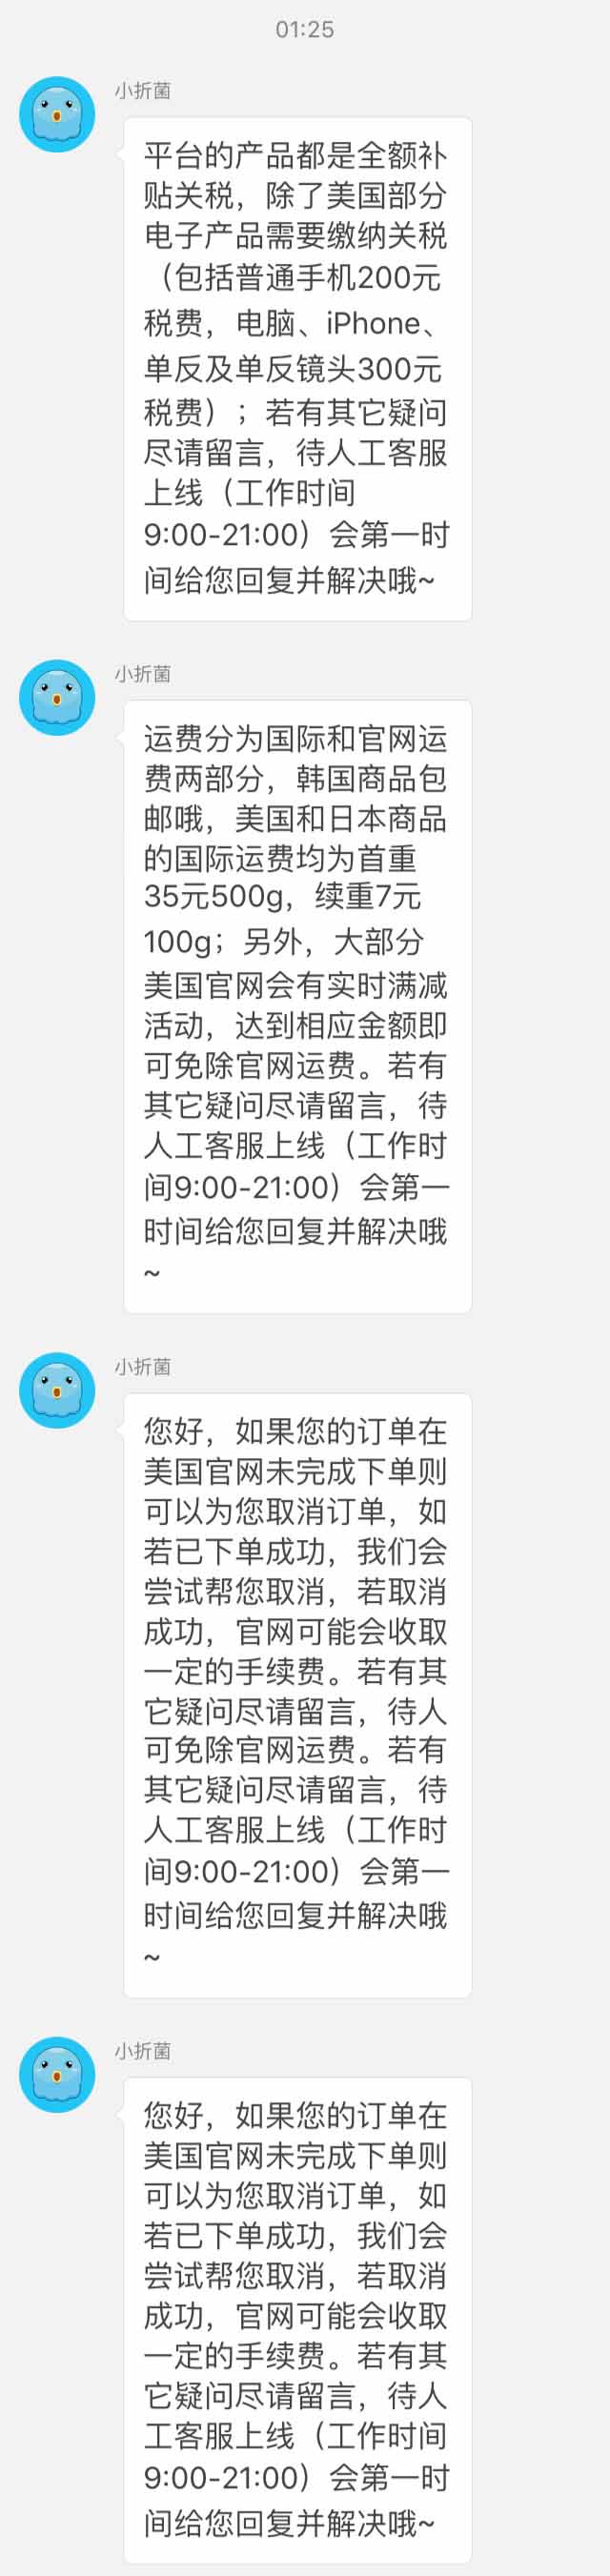 01:25
小折菌
平台的产品都是全额补
贴关税，除了美国部分
电子产品需要缴纳关税
（包括普通手机200元
税费，电脑、iPhone、
单反及单反镜头300元
税费）；若有其它疑问
尽请留言，待人工客服
上线（工作时间
9:00-21:00）会第一时
间给您回复并解决哦~
小折菌
运费分为国际和官网运
费两部分，韩国商品包
邮哦，美国和日本商品
的国际运费均为首重
35元500g，续重7元
100g；另外，大部分
美国官网会有实时满减
活动，达到相应金额即
可免除官网运费。若有
其它疑问尽请留言，待
人工客服上线（工作时
间9:00-21:00）会第一
时间给您回复并解决哦
~
小折菌
您好，如果您的订单在
美国官网未完成下单则
可以为您取消订单，如
若已下单成功，我们会
尝试帮您取消，若取消
成功，官网可能会收取
一定的手续费。若有其
它疑问尽请留言，待人
可免除官网运费。若有
其它疑问尽请留言，待
人工客服上线（工作时
间9:00-21:00）会第一
时间给您回复并解决哦
~
小折菌
您好，如果您的订单在
美国官网未完成下单则
可以为您取消订单，如
若已下单成功，我们会
尝试帮您取消，若取消
成功，官网可能会收取
一定的手续费。若有其
它疑问尽请留言，待人
工客服上线（工作时间
9:00-21:00）会第一时
间给您回复并解决哦~